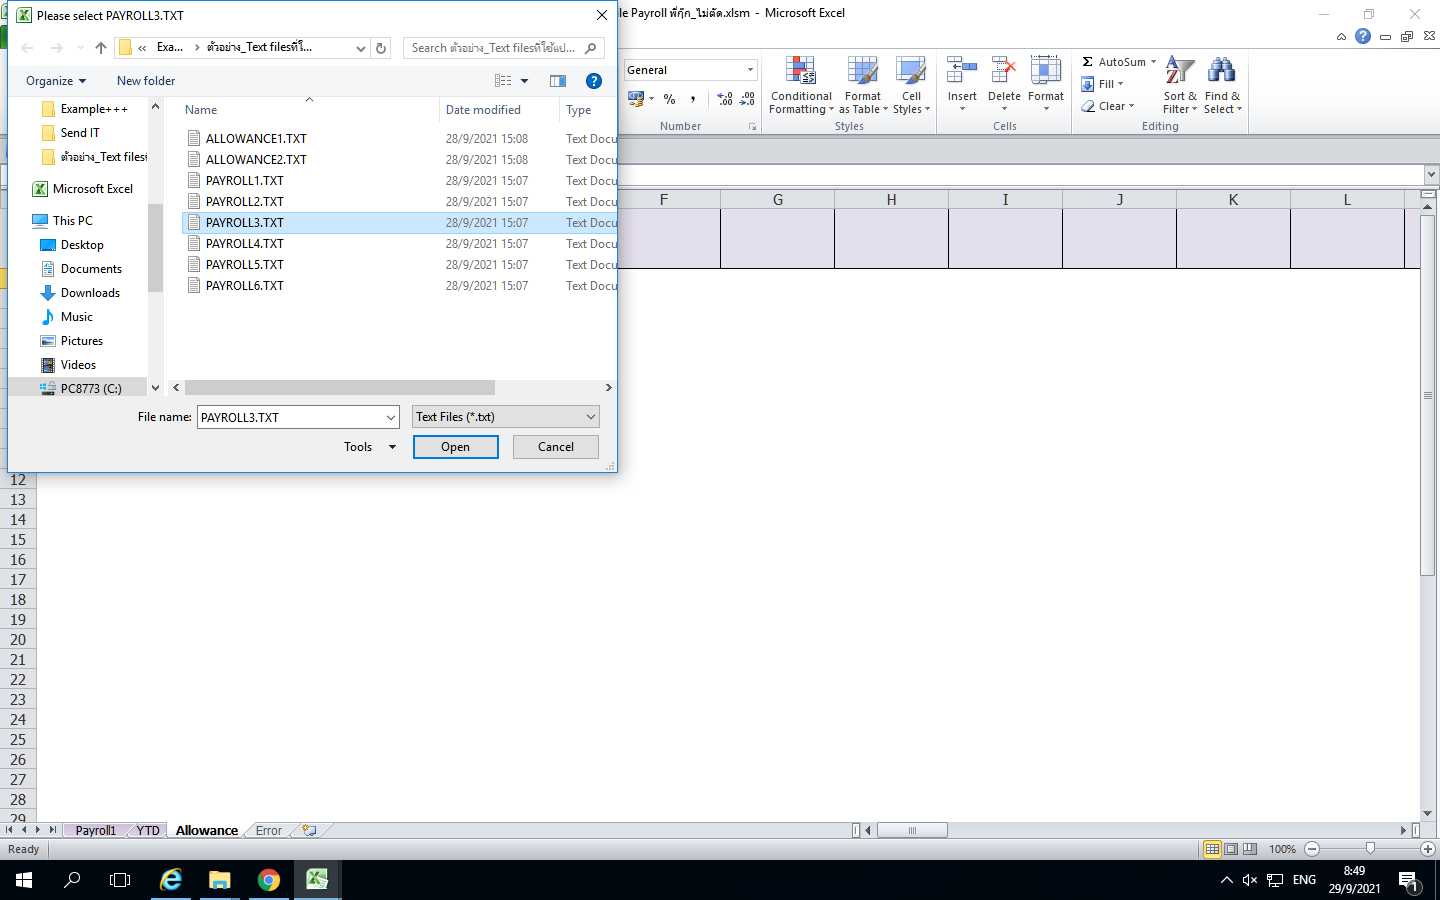 Please select PAYROLL3.TXT
le Payroll พี่กุ๊ก_ไม่ตัด.xlsm - Microsoft Excel
« Exa... > ตัวอย่าง_Text filesที่ใ...
Search ตัวอย่าง_Text filesที่ใช้แป...
Organize
New folder
Example+++
Send IT
ตัวอย่าง_Text filesที่
Microsoft Excel
This PC
Desktop
Documents
Downloads
Music
Pictures
Videos
PC8773 (C:)
Name Date modified Type
ALLOWANCE1.TXT 28/9/2021 15:08 Text Docu
ALLOWANCE2.TXT 28/9/2021 15:08 Text Docu
PAYROLL1.TXT 28/9/2021 15:07 Text Docu
PAYROLL2.TXT 28/9/2021 15:07 Text Docu
PAYROLL3.TXT 28/9/2021 15:07 Text Docu
PAYROLL4.TXT 28/9/2021 15:07 Text Docu
PAYROLL5.TXT 28/9/2021 15:07 Text Docu
PAYROLL6.TXT 28/9/2021 15:07 Text Docu
File name: PAYROLL3.TXT Text Files (*.txt)
Tools Open Cancel
General
% , .00 .00
Number
Conditional Formatting
Format as Table
Cell Styles
Styles
Insert Delete Format
Cells
Σ AutoSum
Fill
Clear
Sort & Filter
Find & Select
Editing
F G H I J K L
12
13
14
15
16
17
18
19
20
21
22
23
24
25
26
27
28
29
Payroll1 YTD Allowance Error
Ready 100%
ENG
8:49
29/9/2021
1